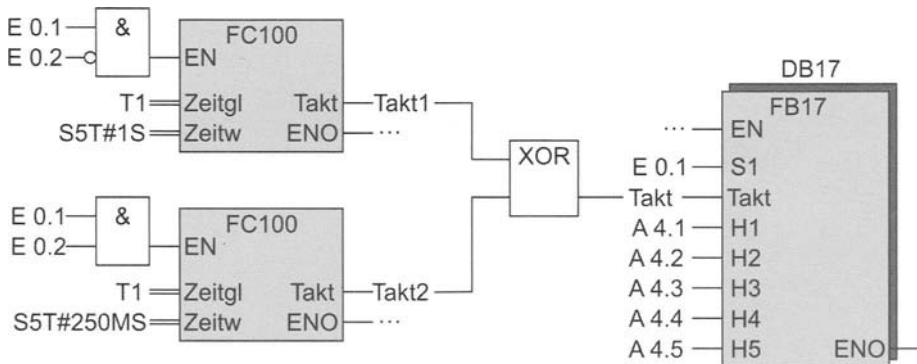 E 0.1
&
E 0.2
FC100
EN
T1
Zeitgl
Takt
Takt1
S5T#1S
Zeitw
ENO
...
E 0.1
&
E 0.2
FC100
EN
T1
Zeitgl
Takt
Takt2
S5T#250MS
Zeitw
ENO
...
XOR
DB17
FB17
...
EN
E 0.1
S1
Takt
Takt
A 4.1
H1
A 4.2
H2
A 4.3
H3
A 4.4
H4
A 4.5
H5
ENO